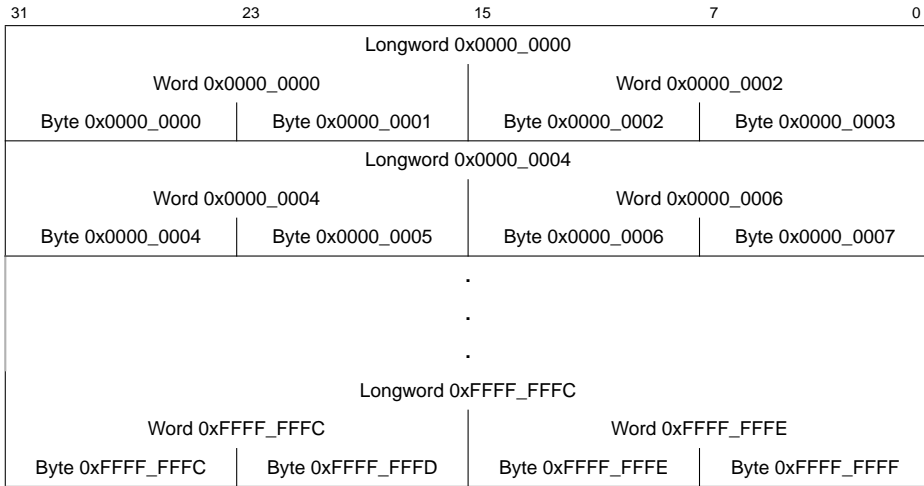 31 23 15 7 0
Longword 0x0000_0000
Word 0x0000_0000 Word 0x0000_0002
Byte 0x0000_0000 Byte 0x0000_0001 Byte 0x0000_0002 Byte 0x0000_0003
Longword 0x0000_0004
Word 0x0000_0004 Word 0x0000_0006
Byte 0x0000_0004 Byte 0x0000_0005 Byte 0x0000_0006 Byte 0x0000_0007
.
.
.
Longword 0xFFFF_FFFC
Word 0xFFFF_FFFC Word 0xFFFF_FFFE
Byte 0xFFFF_FFFC Byte 0xFFFF_FFFD Byte 0xFFFF_FFFE Byte 0xFFFF_FFFF